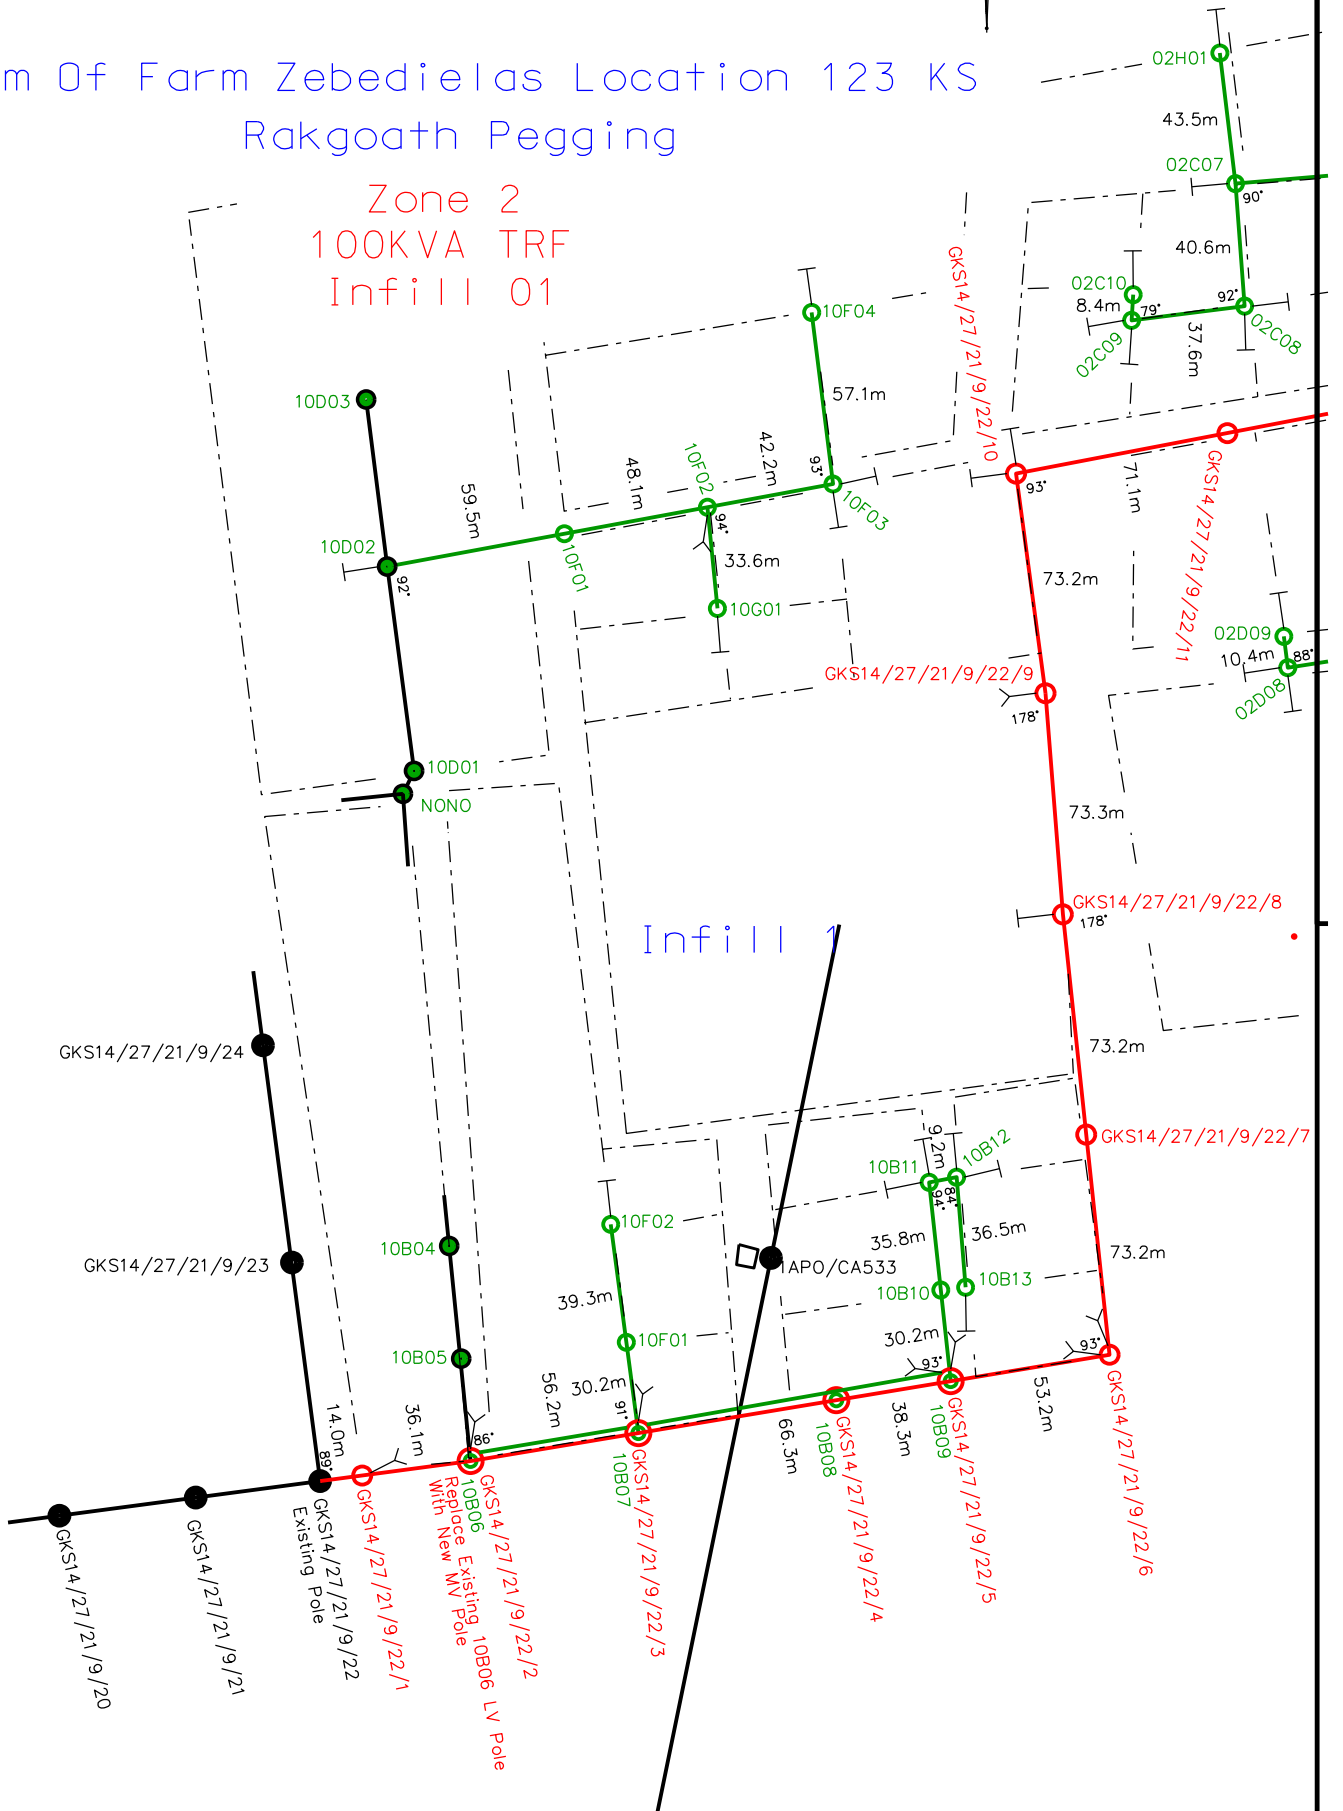 m Of Farm Zebedielas Location 123 KS
Rakgoath Pegging
Zone 2
100KVA TRF
Infill 01
02H01
43.5m
02C07
90°
40.6m
02C10
8.4m
79°
92°
02C09
37.6m
02C08
GKS14/27/21/9/22/10
10F04
57.1m
10D03
10F02
42.2m
93°
10F03
48.1m
59.5m
93°
71.1m
GKS14/27/21/9/22/11
10D02
92°
10F01
94°
33.6m
10G01
73.2m
02D09
10.4m
88°
02D08
GKS14/27/21/9/22/9
178°
10D01
NONO
73.3m
Infill 1
GKS14/27/21/9/22/8
178°
GKS14/27/21/9/24
73.2m
GKS14/27/21/9/22/7
9.2m
10B12
10B11
94°
84°
10F02
35.8m
36.5m
10B04
GKS14/27/21/9/23
APO/CA533
73.2m
10B10
10B13
39.3m
10F01
30.2m
10B05
93°
93°
30.2m
56.2m
91°
14.0m
36.1m
86°
89°
66.3m
38.3m
53.2m
10B06
10B07
10B08
10B09
GKS14/27/21/9/22/6
GKS14/27/21/9/22/5
GKS14/27/21/9/22/4
GKS14/27/21/9/22/3
GKS14/27/21/9/22/2
Replace Existing 10B06 LV Pole
With New MV Pole
GKS14/27/21/9/22/1
GKS14/27/21/9/22
Existing Pole
GKS14/27/21/9/21
GKS14/27/21/9/20